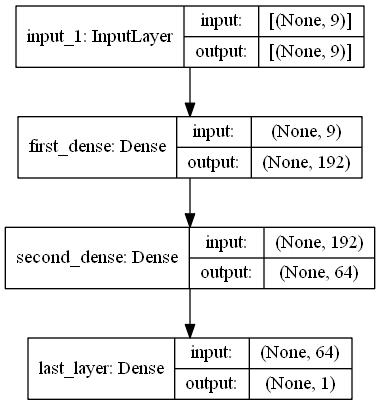 input_1: InputLayer
input: [(None, 9)]
output: [(None, 9)]
first_dense: Dense
input: (None, 9)
output: (None, 192)
second_dense: Dense
input: (None, 192)
output: (None, 64)
last_layer: Dense
input: (None, 64)
output: (None, 1)